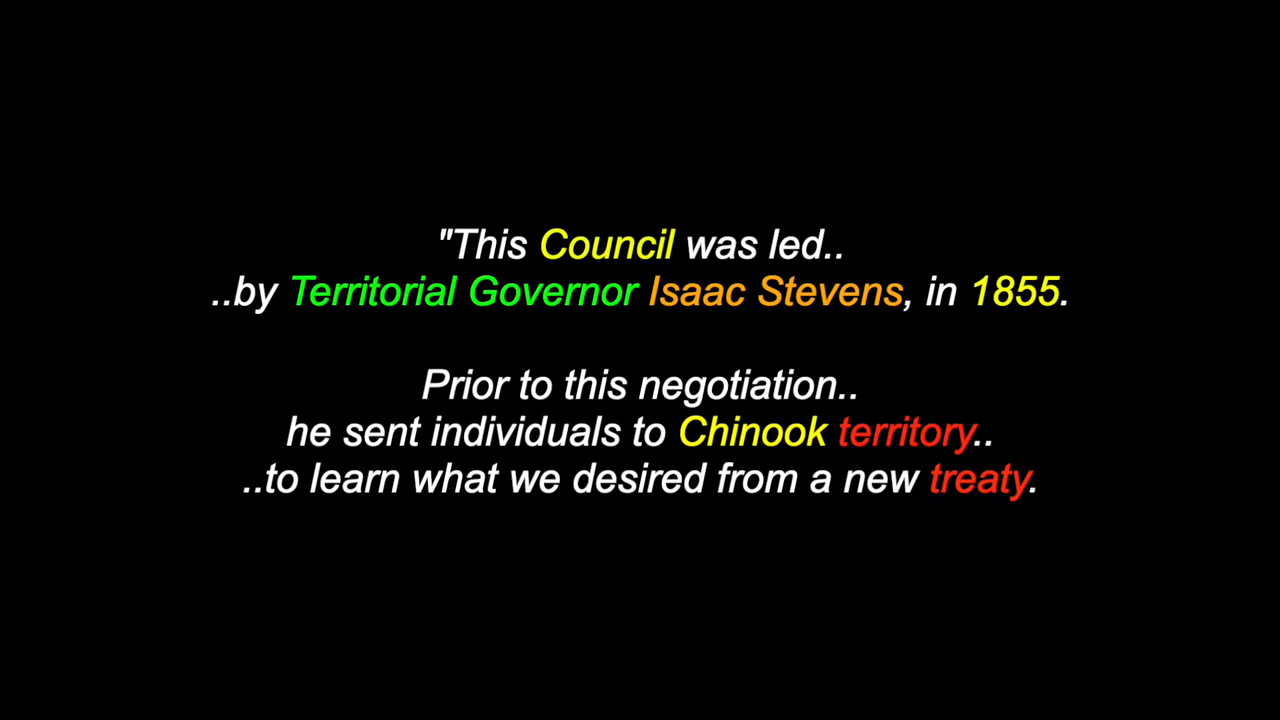 "This Council was led..
..by Territorial Governor Isaac Stevens, in 1855.
Prior to this negotiation..
he sent individuals to Chinook territory..
..to learn what we desired from a new treaty.